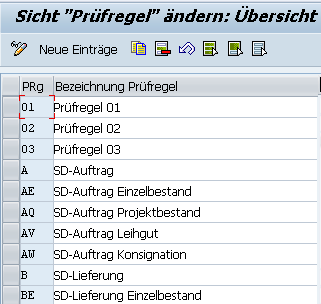 Sicht "Prüfregel" ändern: Übersicht
Neue Einträge
PRg Bezeichnung Prüfregel
01 Prüfregel 01
02 Prüfregel 02
03 Prüfregel 03
A SD-Auftrag
AE SD-Auftrag Einzelbestand
AQ SD-Auftrag Projektbestand
AV SD-Auftrag Leihgut
AW SD-Auftrag Konsignation
B SD-Lieferung
BE SD-Lieferung Einzelbestand